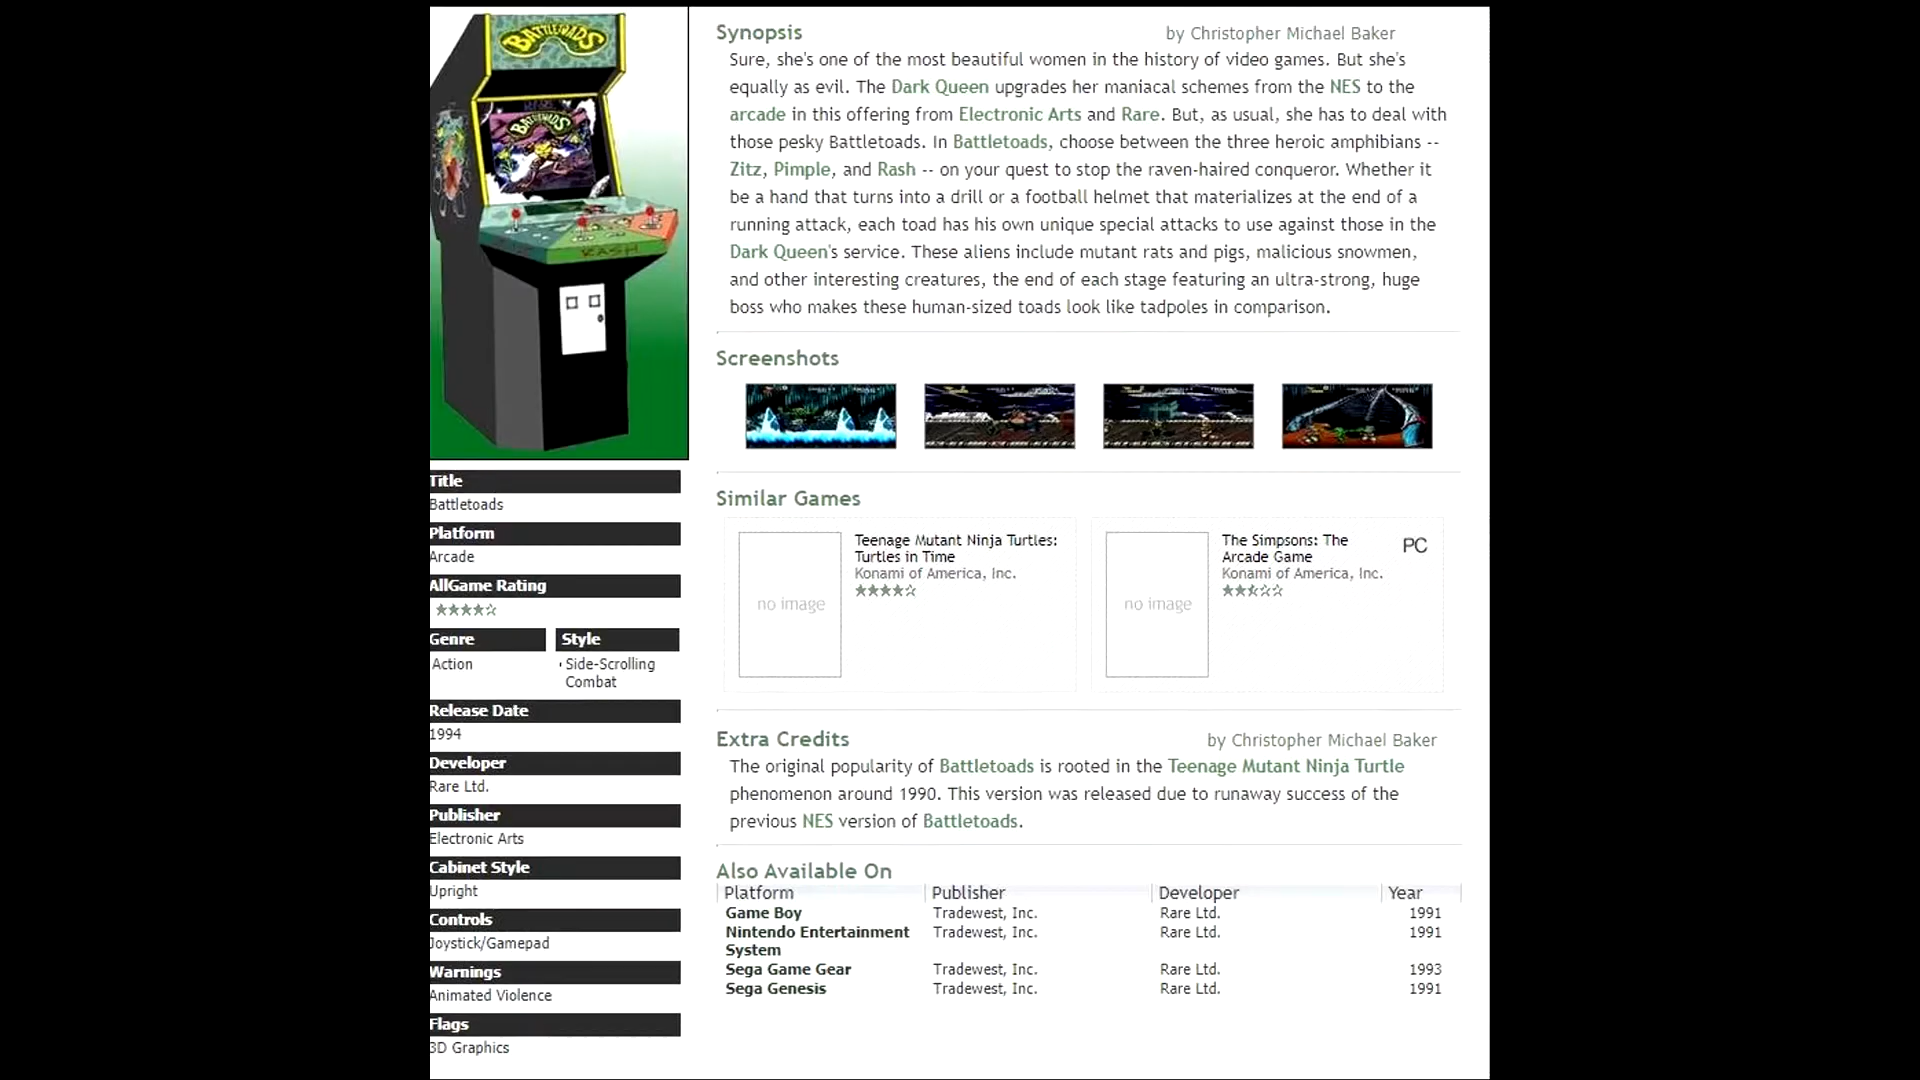 BATTLETOADS
BATTLETOADS
RASH
Title
Battletoads
Platform
Arcade
AllGame Rating
Genre
Style
Action
Side-Scrolling
Combat
Release Date
1994
Developer
Rare Ltd.
Publisher
Electronic Arts
Cabinet Style
Upright
Controls
Joystick/Gamepad
Warnings
Animated Violence
Flags
3D Graphics
Synopsis
by Christopher Michael Baker
Sure, she's one of the most beautiful women in the history of video games. But she's
equally as evil. The Dark Queen upgrades her maniacal schemes from the NES to the
arcade in this offering from Electronic Arts and Rare. But, as usual, she has to deal with
those pesky Battletoads. In Battletoads, choose between the three heroic amphibians --
Zitz, Pimple, and Rash -- on your quest to stop the raven-haired conqueror. Whether it
be a hand that turns into a drill or a football helmet that materializes at the end of a
running attack, each toad has his own unique special attacks to use against those in the
Dark Queen's service. These aliens include mutant rats and pigs, malicious snowmen,
and other interesting creatures, the end of each stage featuring an ultra-strong, huge
boss who makes these human-sized toads look like tadpoles in comparison.
Screenshots
Similar Games
no image
Teenage Mutant Ninja Turtles:
Turtles in Time
Konami of America, Inc.
no image
The Simpsons: The
Arcade Game
Konami of America, Inc.
PC
Extra Credits
by Christopher Michael Baker
The original popularity of Battletoads is rooted in the Teenage Mutant Ninja Turtle
phenomenon around 1990. This version was released due to runaway success of the
previous NES version of Battletoads.
Also Available On
Platform Publisher Developer Year
Game Boy Tradewest, Inc. Rare Ltd. 1991
Nintendo Entertainment Tradewest, Inc. Rare Ltd. 1991
System
Sega Game Gear Tradewest, Inc. Rare Ltd. 1993
Sega Genesis Tradewest, Inc. Rare Ltd. 1991